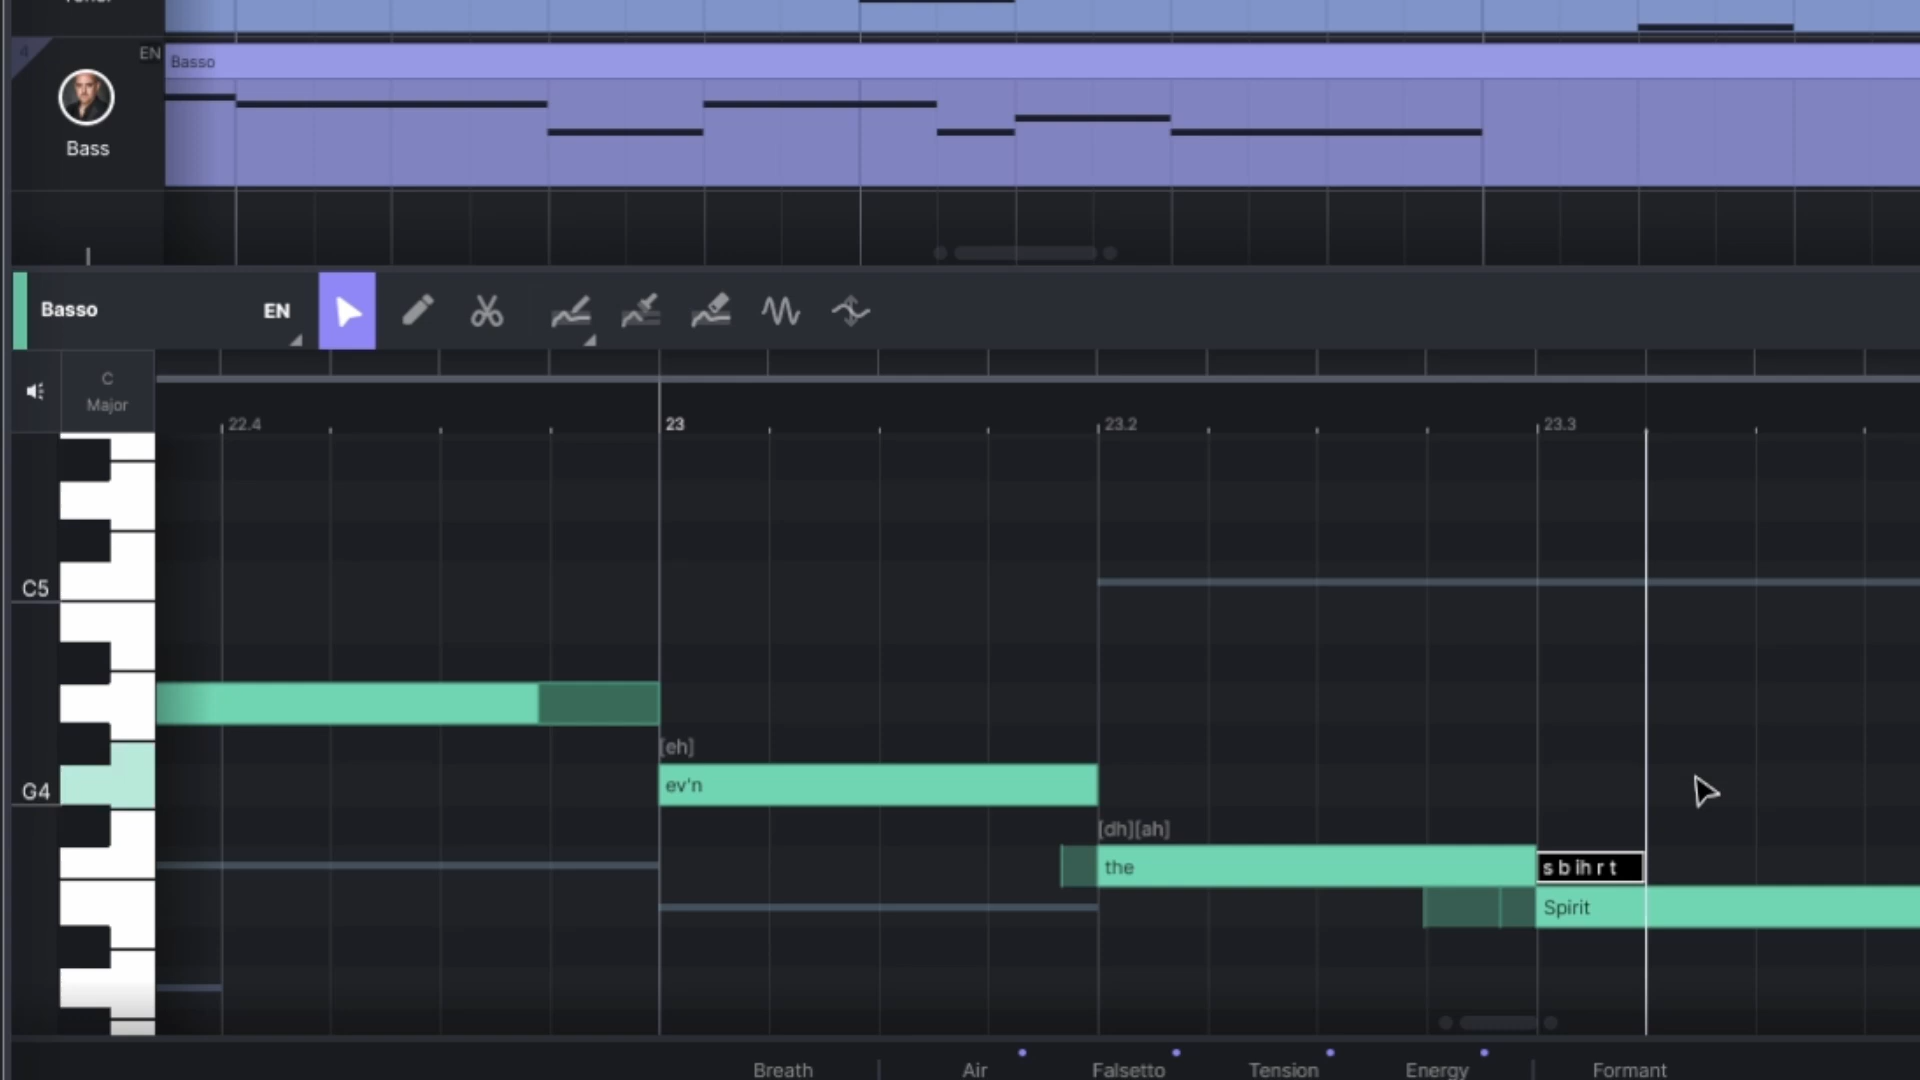 4
EN
Basso
Bass
Basso
EN
C
Major
22.4
23
23.2
23.3
C5
G4
[eh]
ev'n
[dh][ah]
the
s b ih r t
Spirit
Breath
Air
Falsetto
Tension
Energy
Formant